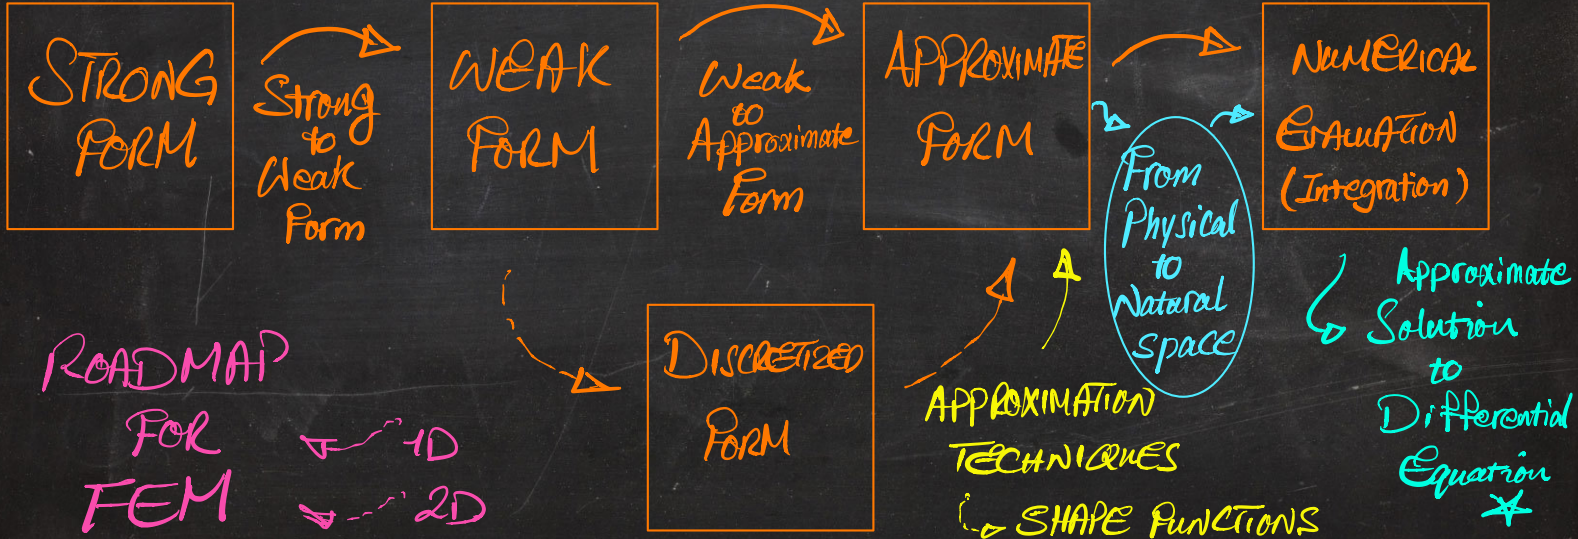 STRONG
FORM
Strong
to
Weak
Form
WEAK
FORM
Weak
to
Approximate
Form
APPROXIMATE
FORM
From
Physical
to
Natural
space
NUMERICAL
EVALUATION
(Integration)
ROADMAP
FOR
FEM
1D
2D
DISCRETIZED
FORM
APPROXIMATION
TECHNIQUES
SHAPE FUNCTIONS
Approximate
Solution
to
Differential
Equation